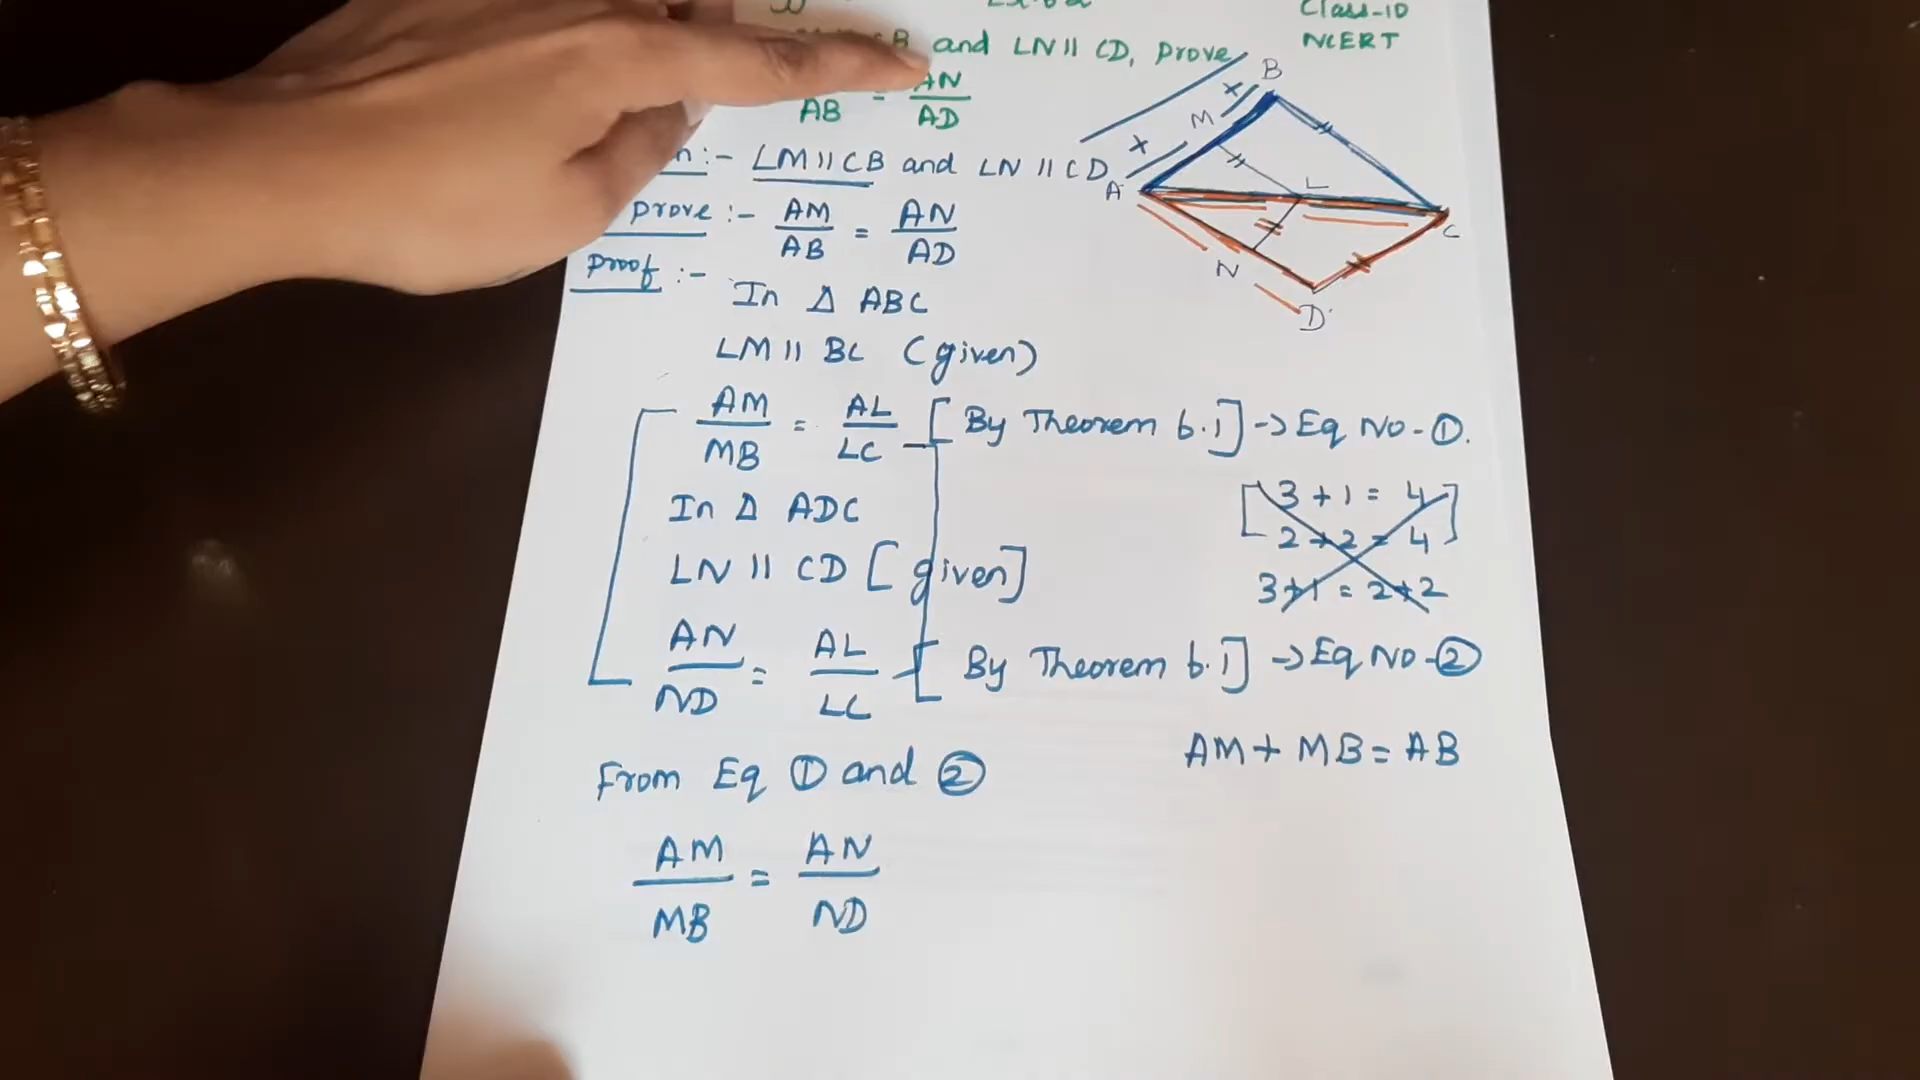 Class-10
NCERT
and LN || CD, prove
AN
AB = AD
:- LM || CB and LN || CD
prove :- AM/AB = AN/AD
Proof :-
In Δ ABC
LM || BC (given)
AM/MB = AL/LC [By Theorem 6.1] → Eq No-①.
In Δ ADC
LN || CD [given]
AN/ND = AL/LC [By Theorem 6.1] → Eq No-②
From Eq ① and ②
AM/MB = AN/ND
3 + 1 = 4
2 + 2 = 4
3+1 = 2+2
AM + MB = AB
B
x
M
x
A
L
C
N
D